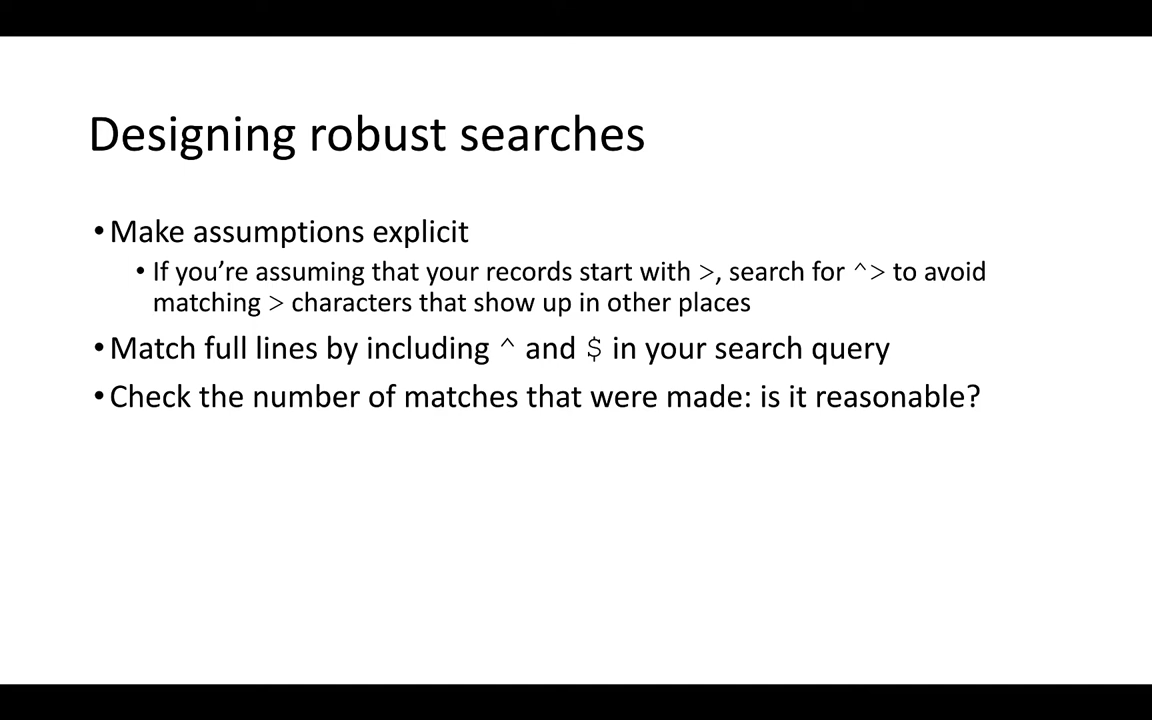 Designing robust searches
• Make assumptions explicit
• If you’re assuming that your records start with >, search for ^> to avoid
matching > characters that show up in other places
• Match full lines by including ^ and $ in your search query
• Check the number of matches that were made: is it reasonable?